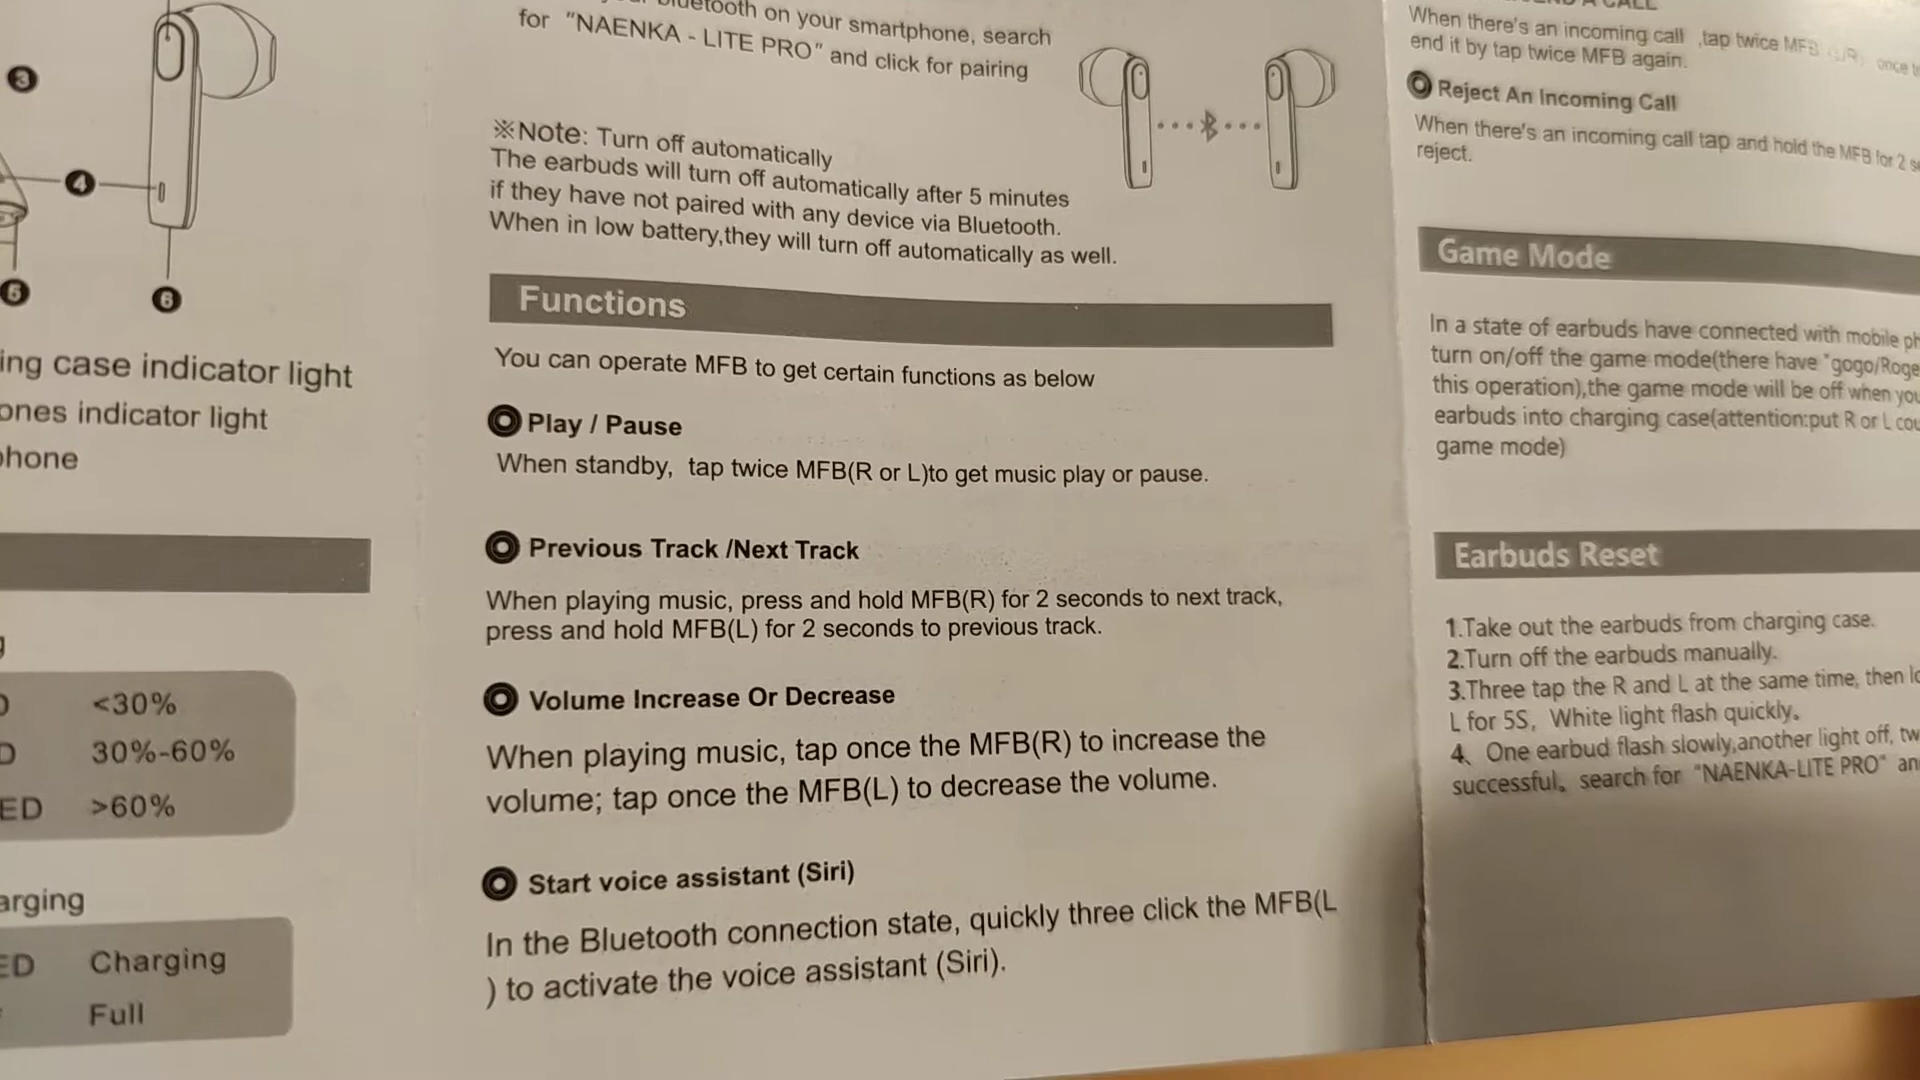 3
4
5
6
case indicator light
indicator light
<30%
30%-60%
>60%
Charging
Full
on your smartphone, search
for “NAENKA - LITE PRO” and click for pairing
※Note: Turn off automatically
The earbuds will turn off automatically after 5 minutes
if they have not paired with any device via Bluetooth.
When in low battery,they will turn off automatically as well.
Functions
You can operate MFB to get certain functions as below
Play / Pause
When standby, tap twice MFB(R or L)to get music play or pause.
Previous Track /Next Track
When playing music, press and hold MFB(R) for 2 seconds to next track,
press and hold MFB(L) for 2 seconds to previous track.
Volume Increase Or Decrease
When playing music, tap once the MFB(R) to increase the
volume; tap once the MFB(L) to decrease the volume.
Start voice assistant (Siri)
In the Bluetooth connection state, quickly three click the MFB(L
) to activate the voice assistant (Siri).
A CALL
When there's an incoming call ,tap twice MFB once
end it by tap twice MFB again.
Reject An Incoming Call
When there's an incoming call tap and hold the MFB for 2
reject.
Game Mode
In a state of earbuds have connected with mobile
turn on/off the game mode(there have "gogo/Roge
this operation),the game mode will be off when you
earbuds into charging case(attention:put R or L
game mode)
Earbuds Reset
1.Take out the earbuds from charging case.
2.Turn off the earbuds manually.
3.Three tap the R and L at the same time, then
L for 5S, White light flash quickly。
4、One earbud flash slowly,another light off,
successful。search for “NAENKA-LITE PRO”